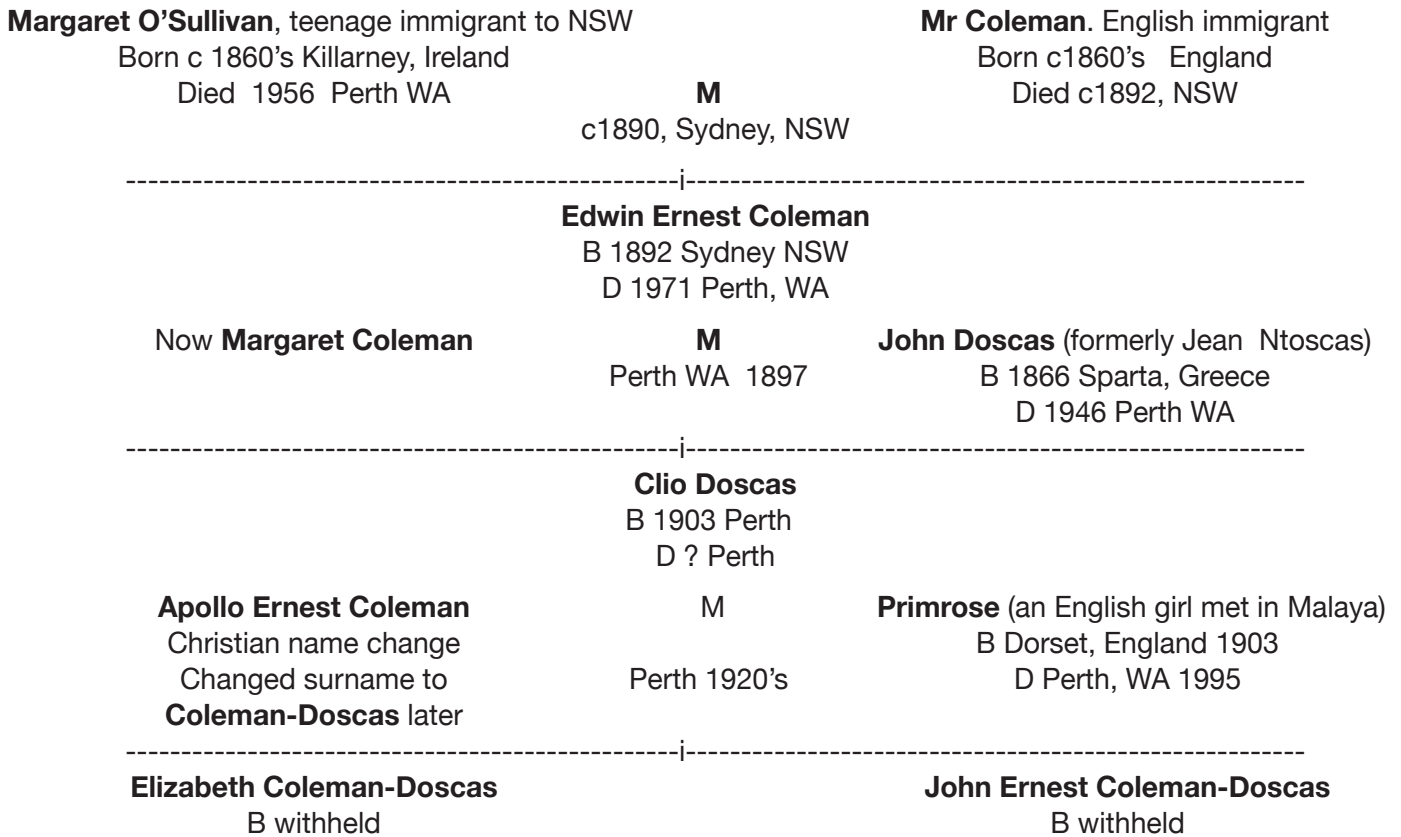 Margaret O’Sullivan, teenage immigrant to NSW Mr Coleman. English immigrant
Born c 1860’s Killarney, Ireland Born c1860’s England
Died 1956 Perth WA M Died c1892, NSW
c1890, Sydney, NSW
--------------------------------------------------i--------------------------------------------------------
Edwin Ernest Coleman
B 1892 Sydney NSW
D 1971 Perth, WA
Now Margaret Coleman M John Doscas (formerly Jean Ntoscas)
Perth WA 1897 B 1866 Sparta, Greece
D 1946 Perth WA
--------------------------------------------------i--------------------------------------------------------
Clio Doscas
B 1903 Perth
D ? Perth
Apollo Ernest Coleman M Primrose (an English girl met in Malaya)
Christian name change B Dorset, England 1903
Changed surname to Perth 1920’s D Perth, WA 1995
Coleman-Doscas later
--------------------------------------------------i--------------------------------------------------------
Elizabeth Coleman-Doscas John Ernest Coleman-Doscas
B withheld B withheld